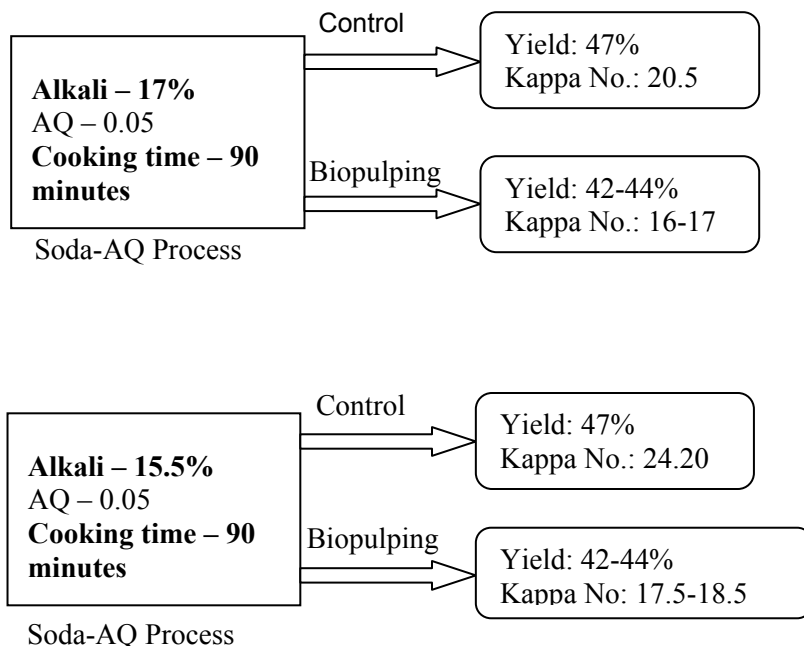 Control
Yield: 47%
Kappa No.: 20.5
Alkali – 17%
AQ – 0.05
Cooking time – 90
minutes
Biopulping
Yield: 42-44%
Kappa No.: 16-17
Soda-AQ Process
Control
Yield: 47%
Kappa No.: 24.20
Alkali – 15.5%
AQ – 0.05
Cooking time – 90
minutes
Biopulping
Yield: 42-44%
Kappa No: 17.5-18.5
Soda-AQ Process